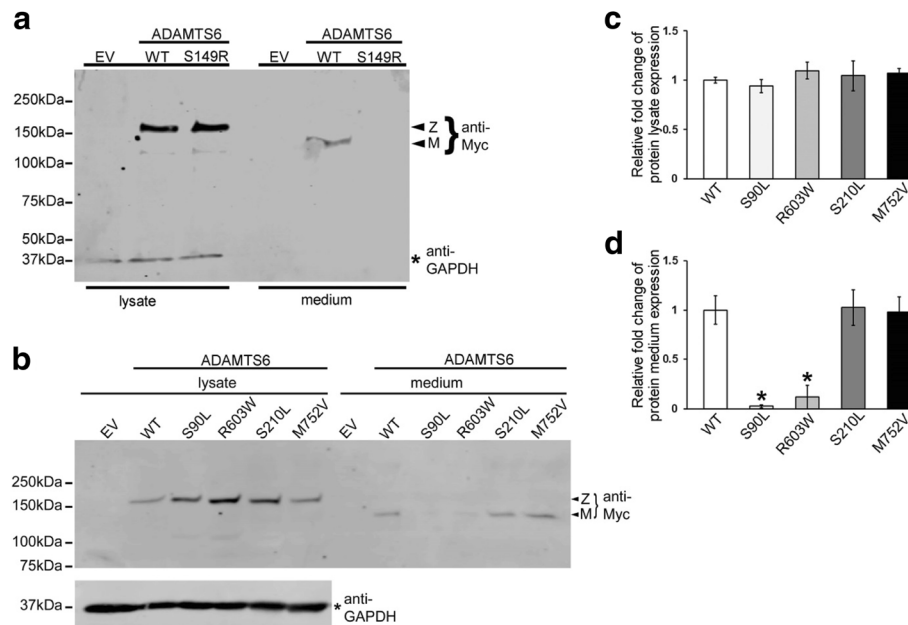 a
ADAMTS6
EV WT S149R EV ADAMTS6 WT S149R
250kDa
150kDa
100kDa
75kDa
50kDa
37kDa
Z
M
} anti-Myc
* anti-GAPDH
lysate medium
b
ADAMTS6 ADAMTS6
lysate medium
EV WT S90L R603W S210L M752V EV WT S90L R603W S210L M752V
250kDa
150kDa
100kDa
75kDa
Z
M
} anti-Myc
37kDa
* anti-GAPDH
c
Relative fold change of
protein lysate expression
1.5
1
0.5
0
WT S90L R603W S210L M752V
d
Relative fold change of
protein medium expression
1.5
1
0.5
0
* *
WT S90L R603W S210L M752V